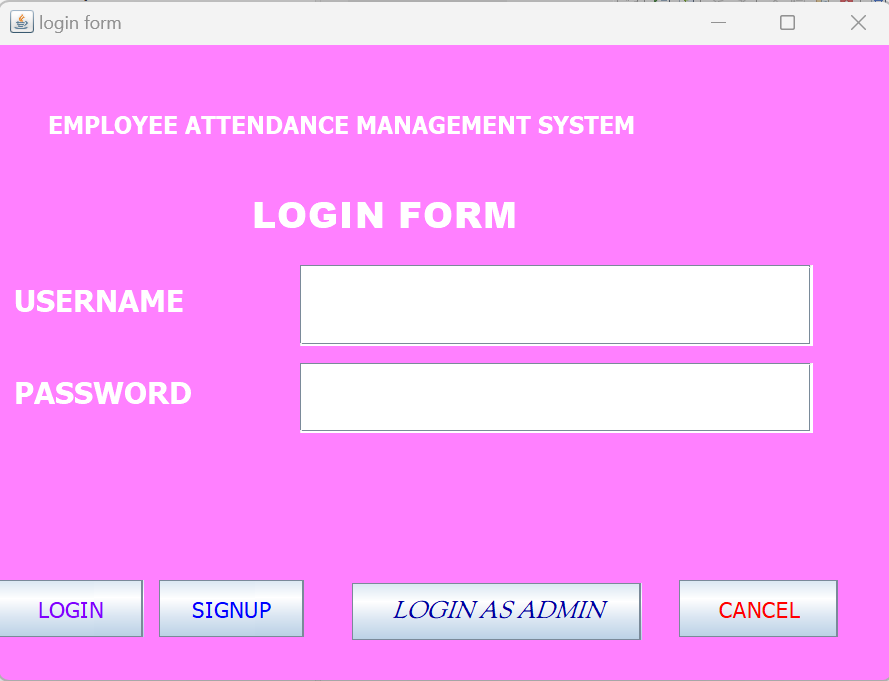 login form
EMPLOYEE ATTENDANCE MANAGEMENT SYSTEM
LOGIN FORM
USERNAME
PASSWORD
LOGIN SIGNUP LOGIN AS ADMIN CANCEL